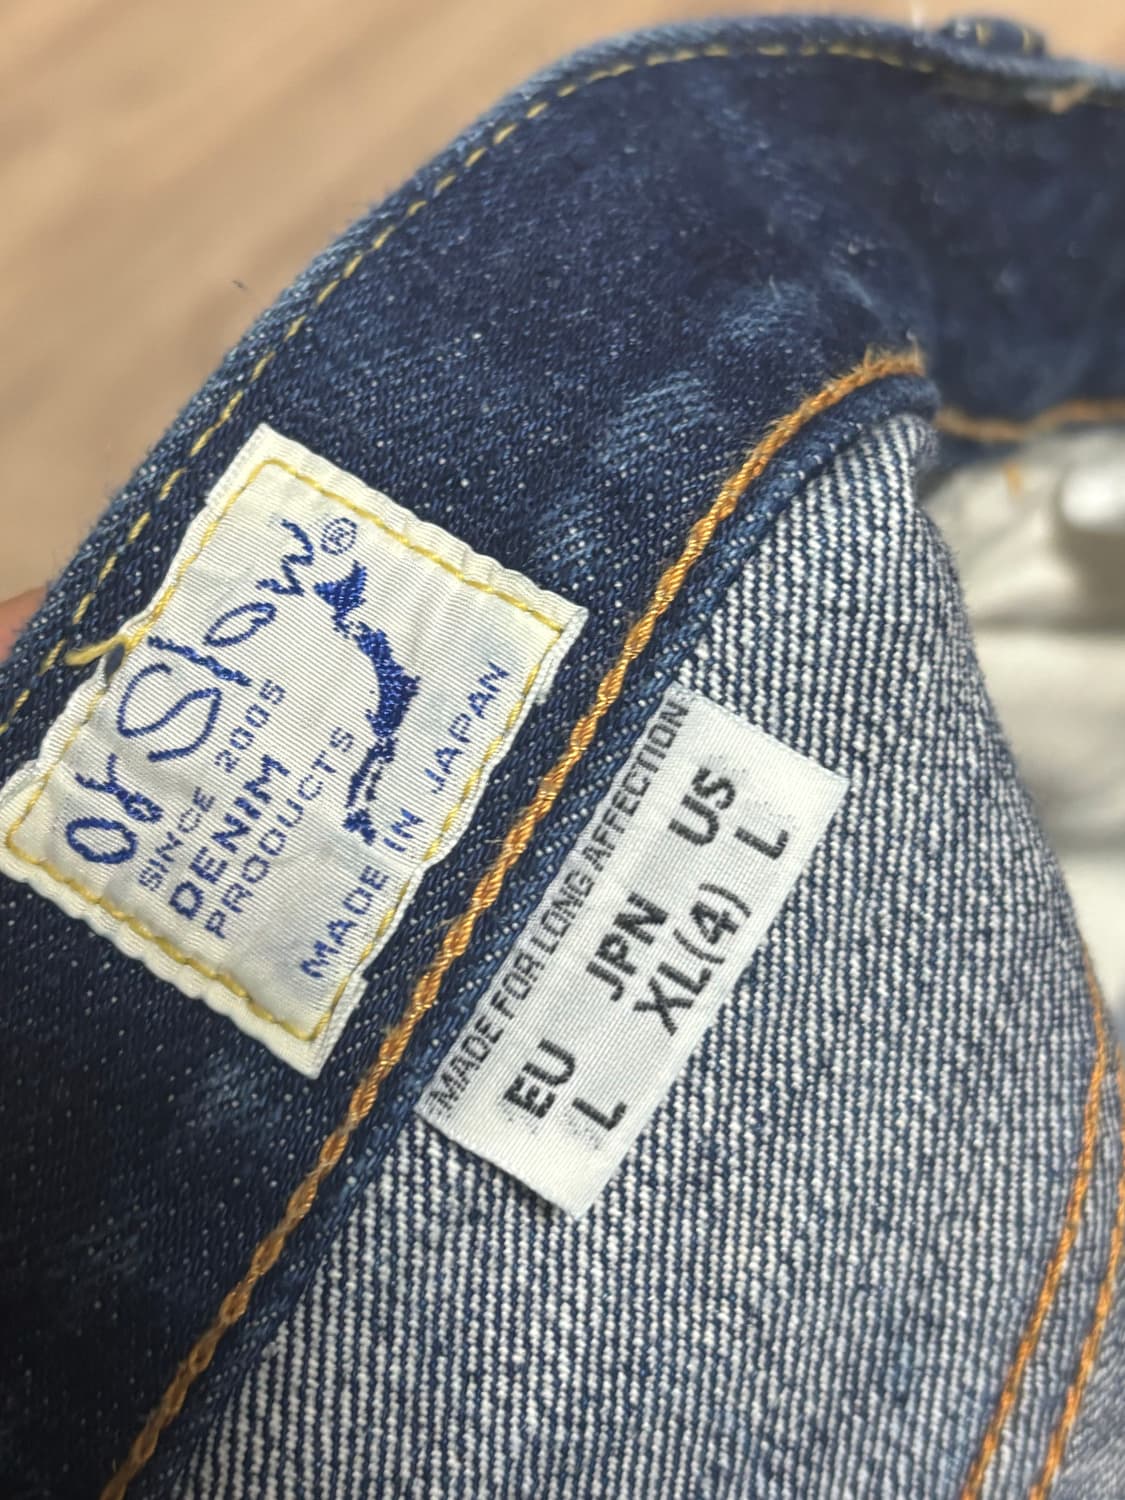 orSlow®
SINCE 2005
DENIM
PRODUCTS
MADE IN JAPAN
MADE FOR LONG AFFECTION
EU JPN US
L XL(4) L